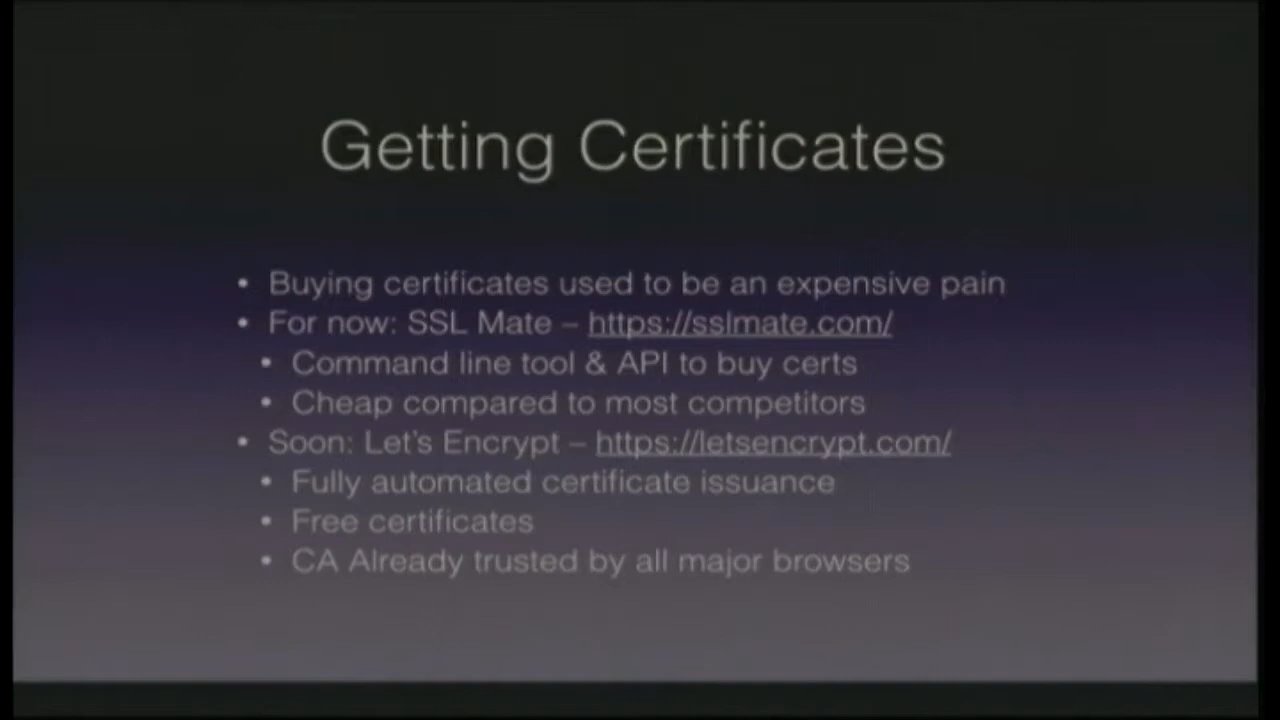 Getting Certificates
• Buying certificates used to be an expensive pain
• For now: SSL Mate – https://sslmate.com/
• Command line tool & API to buy certs
• Cheap compared to most competitors
• Soon: Let's Encrypt – https://letsencrypt.com/
• Fully automated certificate issuance
• Free certificates
• CA Already trusted by all major browsers